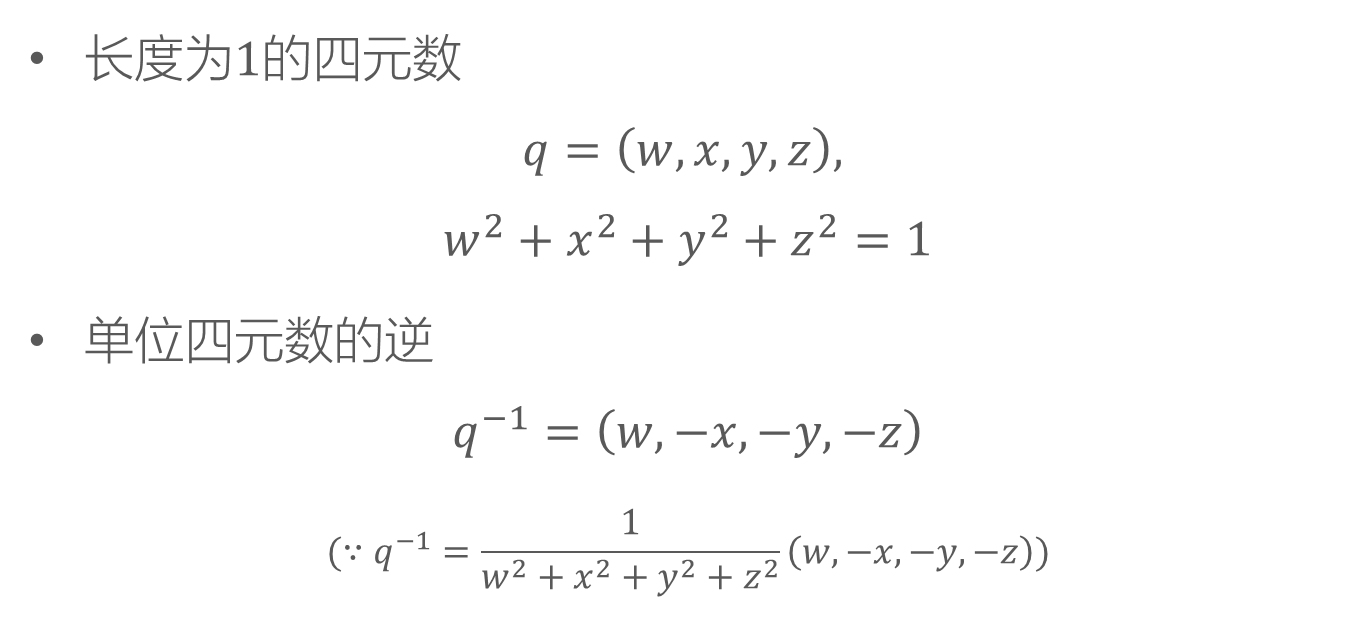 • 长度为1的四元数
q = (w, x, y, z),
w² + x² + y² + z² = 1
• 单位四元数的逆
q⁻¹ = (w, −x, −y, −z)
(∵ q⁻¹ = \frac{1}{w² + x² + y² + z²} (w, −x, −y, −z))